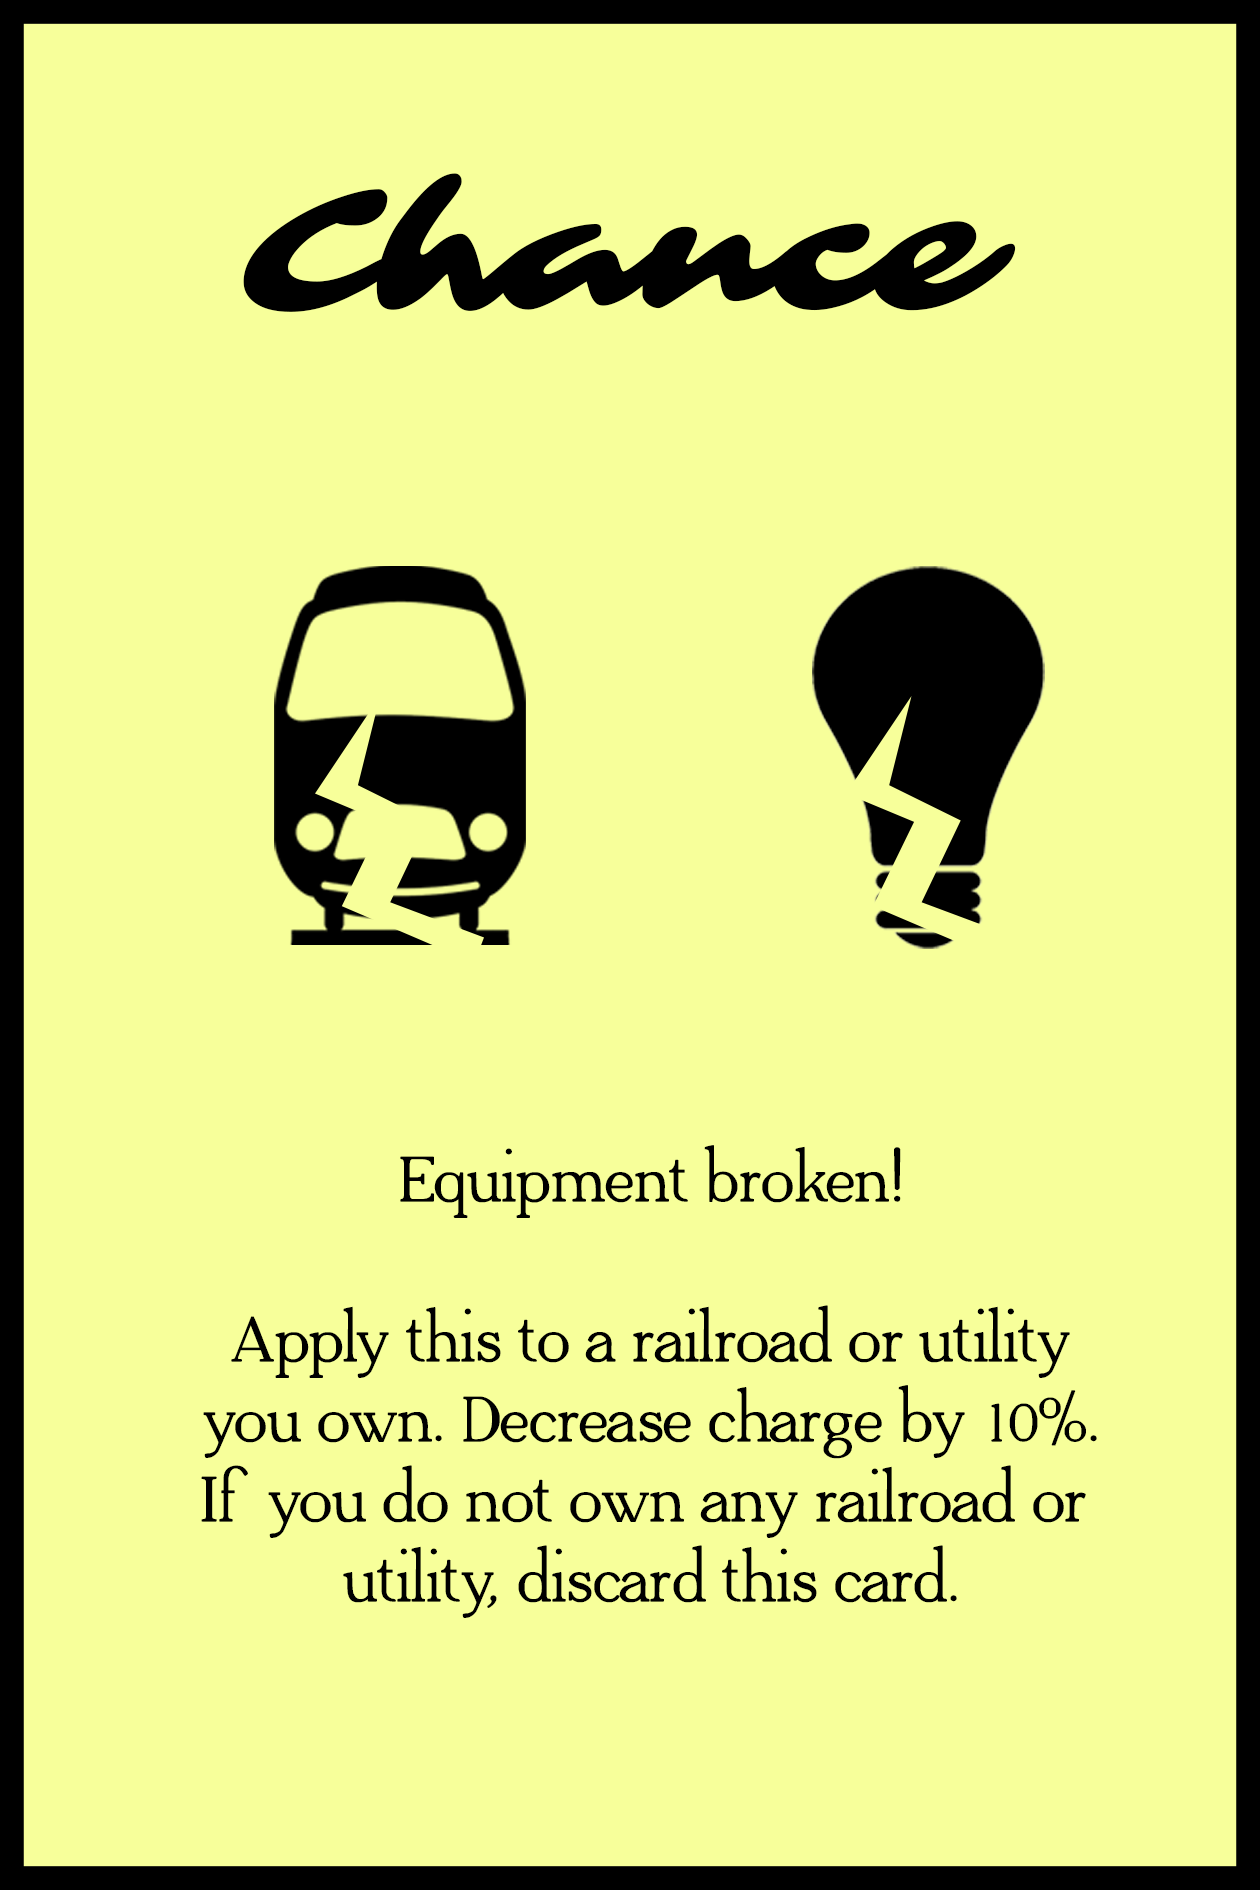 Chance
Equipment broken!
Apply this to a railroad or utility
you own. Decrease charge by 10%.
If you do not own any railroad or
utility, discard this card.